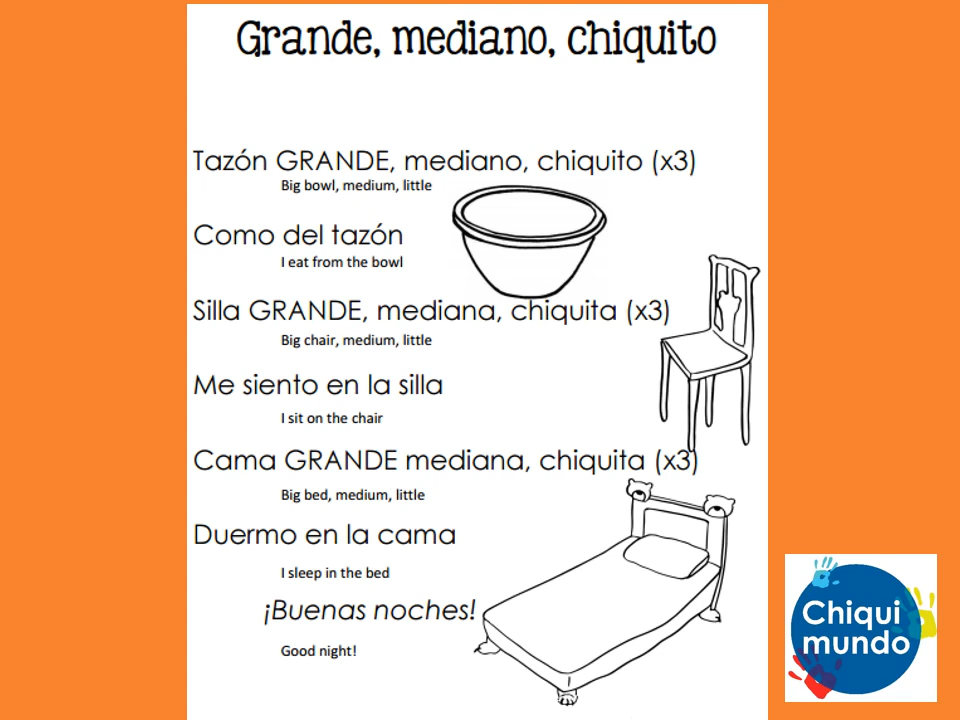 Grande, mediano, chiquito
Tazón GRANDE, mediano, chiquito (x3)
Big bowl, medium, little
Como del tazón
I eat from the bowl
Silla GRANDE, mediana, chiquita (x3)
Big chair, medium, little
Me siento en la silla
I sit on the chair
Cama GRANDE mediana, chiquita (x3)
Big bed, medium, little
Duermo en la cama
I sleep in the bed
¡Buenas noches!
Good night!
Chiqui
mundo